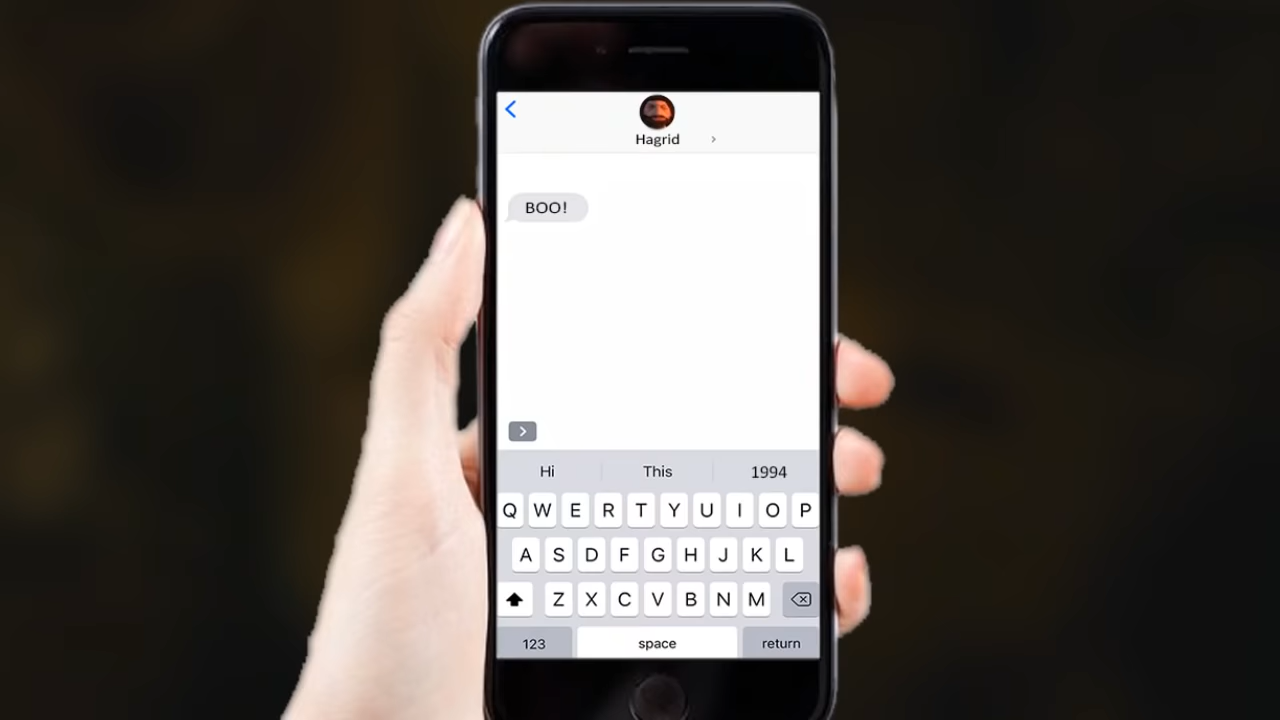 Hagrid
BOO!
Hi This 1994
Q W E R T Y U I O P
A S D F G H J K L
Z X C V B N M
123 space return